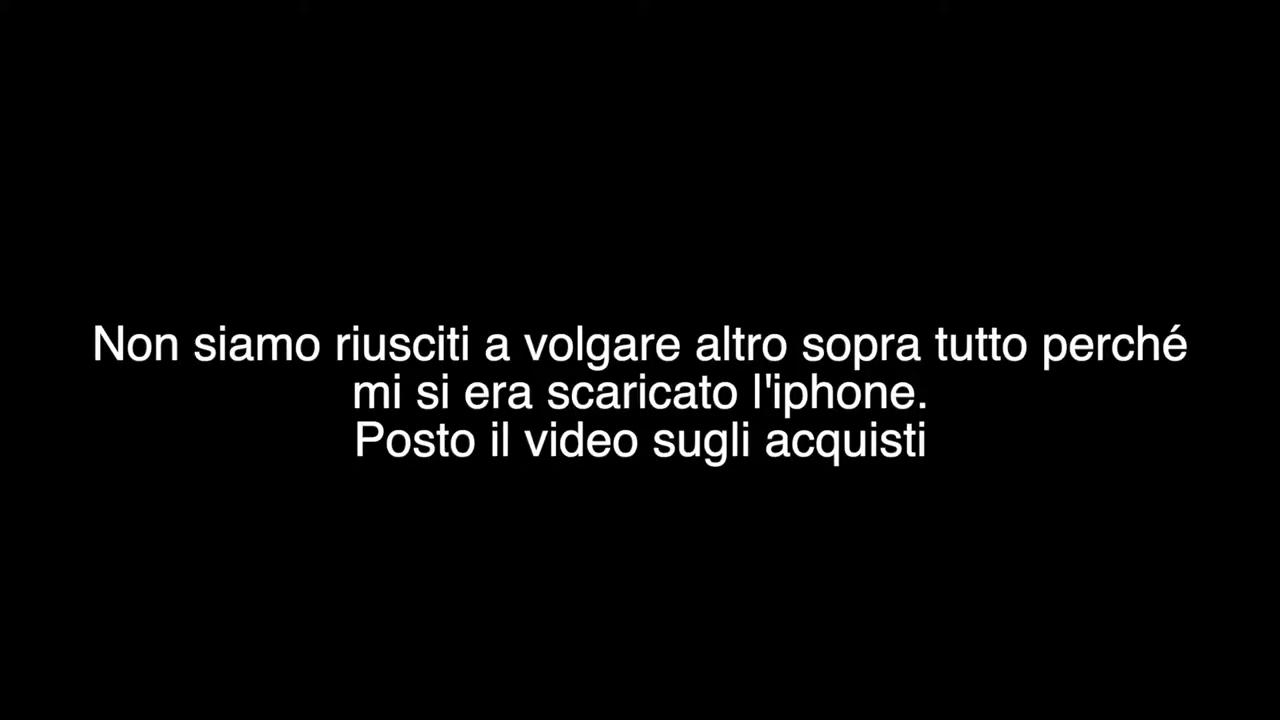 Non siamo riusciti a volgare altro sopra tutto perché
mi si era scaricato l'iphone.
Posto il video sugli acquisti